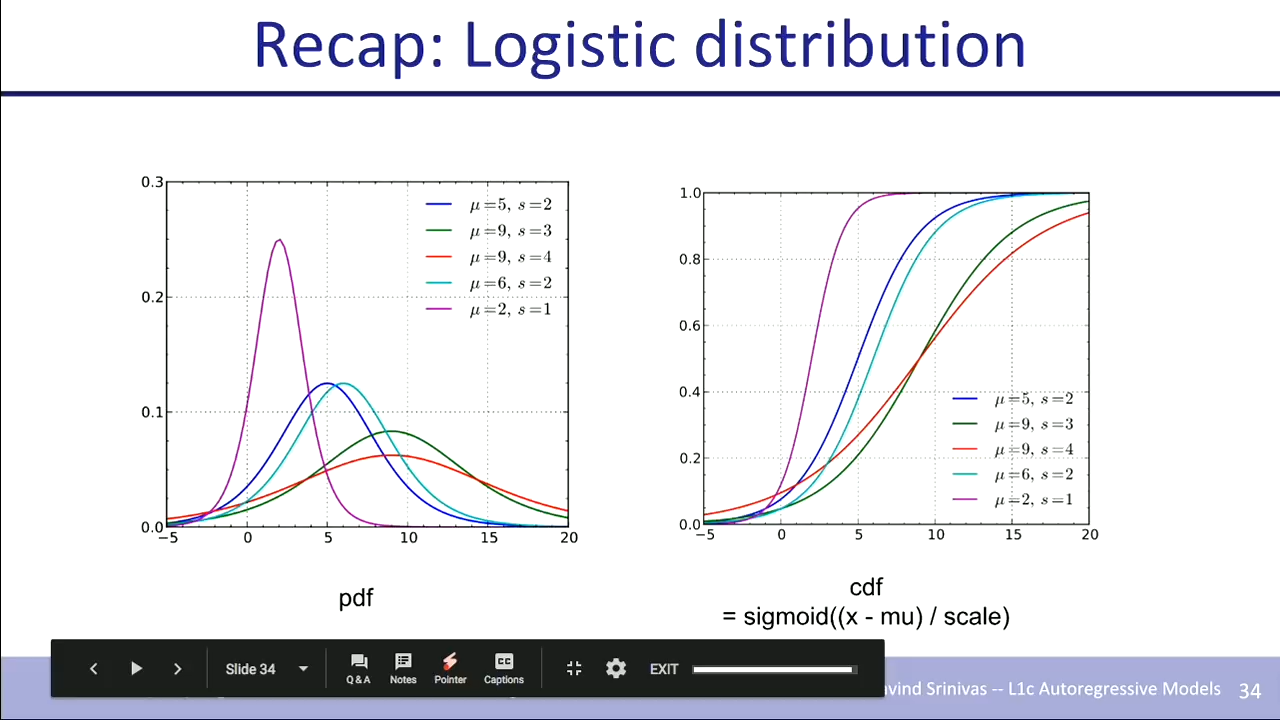 Recap: Logistic distribution
0.3
0.2
0.1
0.0
−5 0 5 10 15 20
μ=5, s=2
μ=9, s=3
μ=9, s=4
μ=6, s=2
μ=2, s=1
pdf
1.0
0.8
0.6
0.4
0.2
0.0
−5 0 5 10 15 20
μ=5, s=2
μ=9, s=3
μ=9, s=4
μ=6, s=2
μ=2, s=1
cdf
= sigmoid((x - mu) / scale)
Slide 34
Q & A
Notes
Pointer
CC
Captions
EXIT
Srinivas -- L1c Autoregressive Models 34